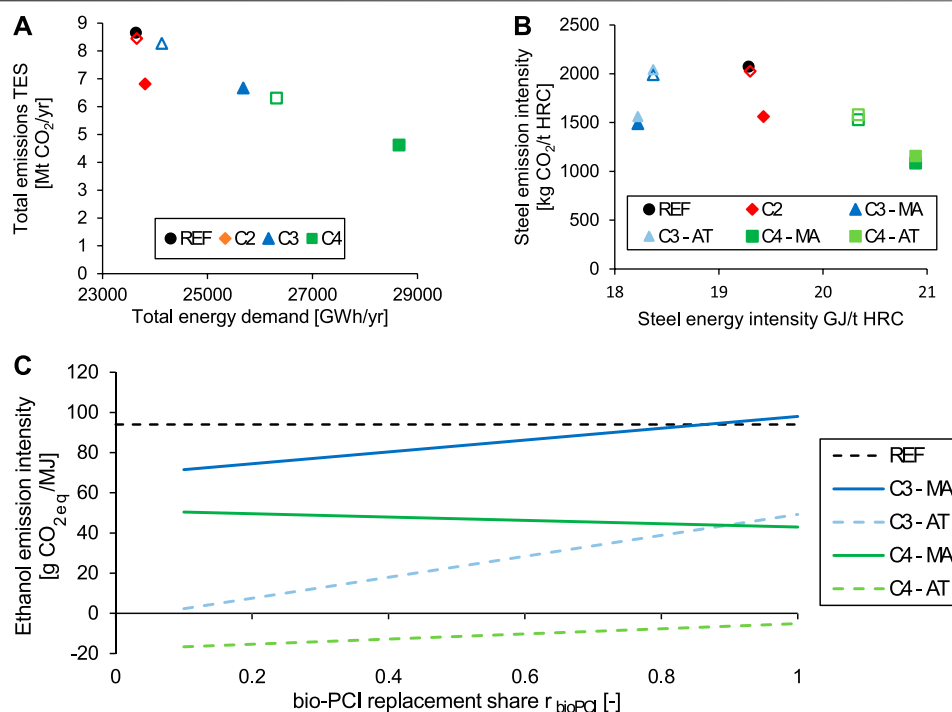 A
Total emissions TES
[Mt CO2/yr]
9
8
7
6
5
4
3
2
1
0
REF C2 C3 C4
23000 25000 27000 29000
Total energy demand [GWh/yr]
B
Steel emission intensity
[kg CO2/t HRC]
2500
2000
1500
1000
500
0
REF C2 C3 - MA
C3 - AT C4 - MA C4 - AT
18 19 20 21
Steel energy intensity GJ/t HRC
C
Ethanol emission intensity
[g CO2eq/MJ]
120
100
80
60
40
20
0
-20
0 0.2 0.4 0.6 0.8 1
bio-PCI replacement share r bioPCI [-]
REF
C3 - MA
C3 - AT
C4 - MA
C4 - AT